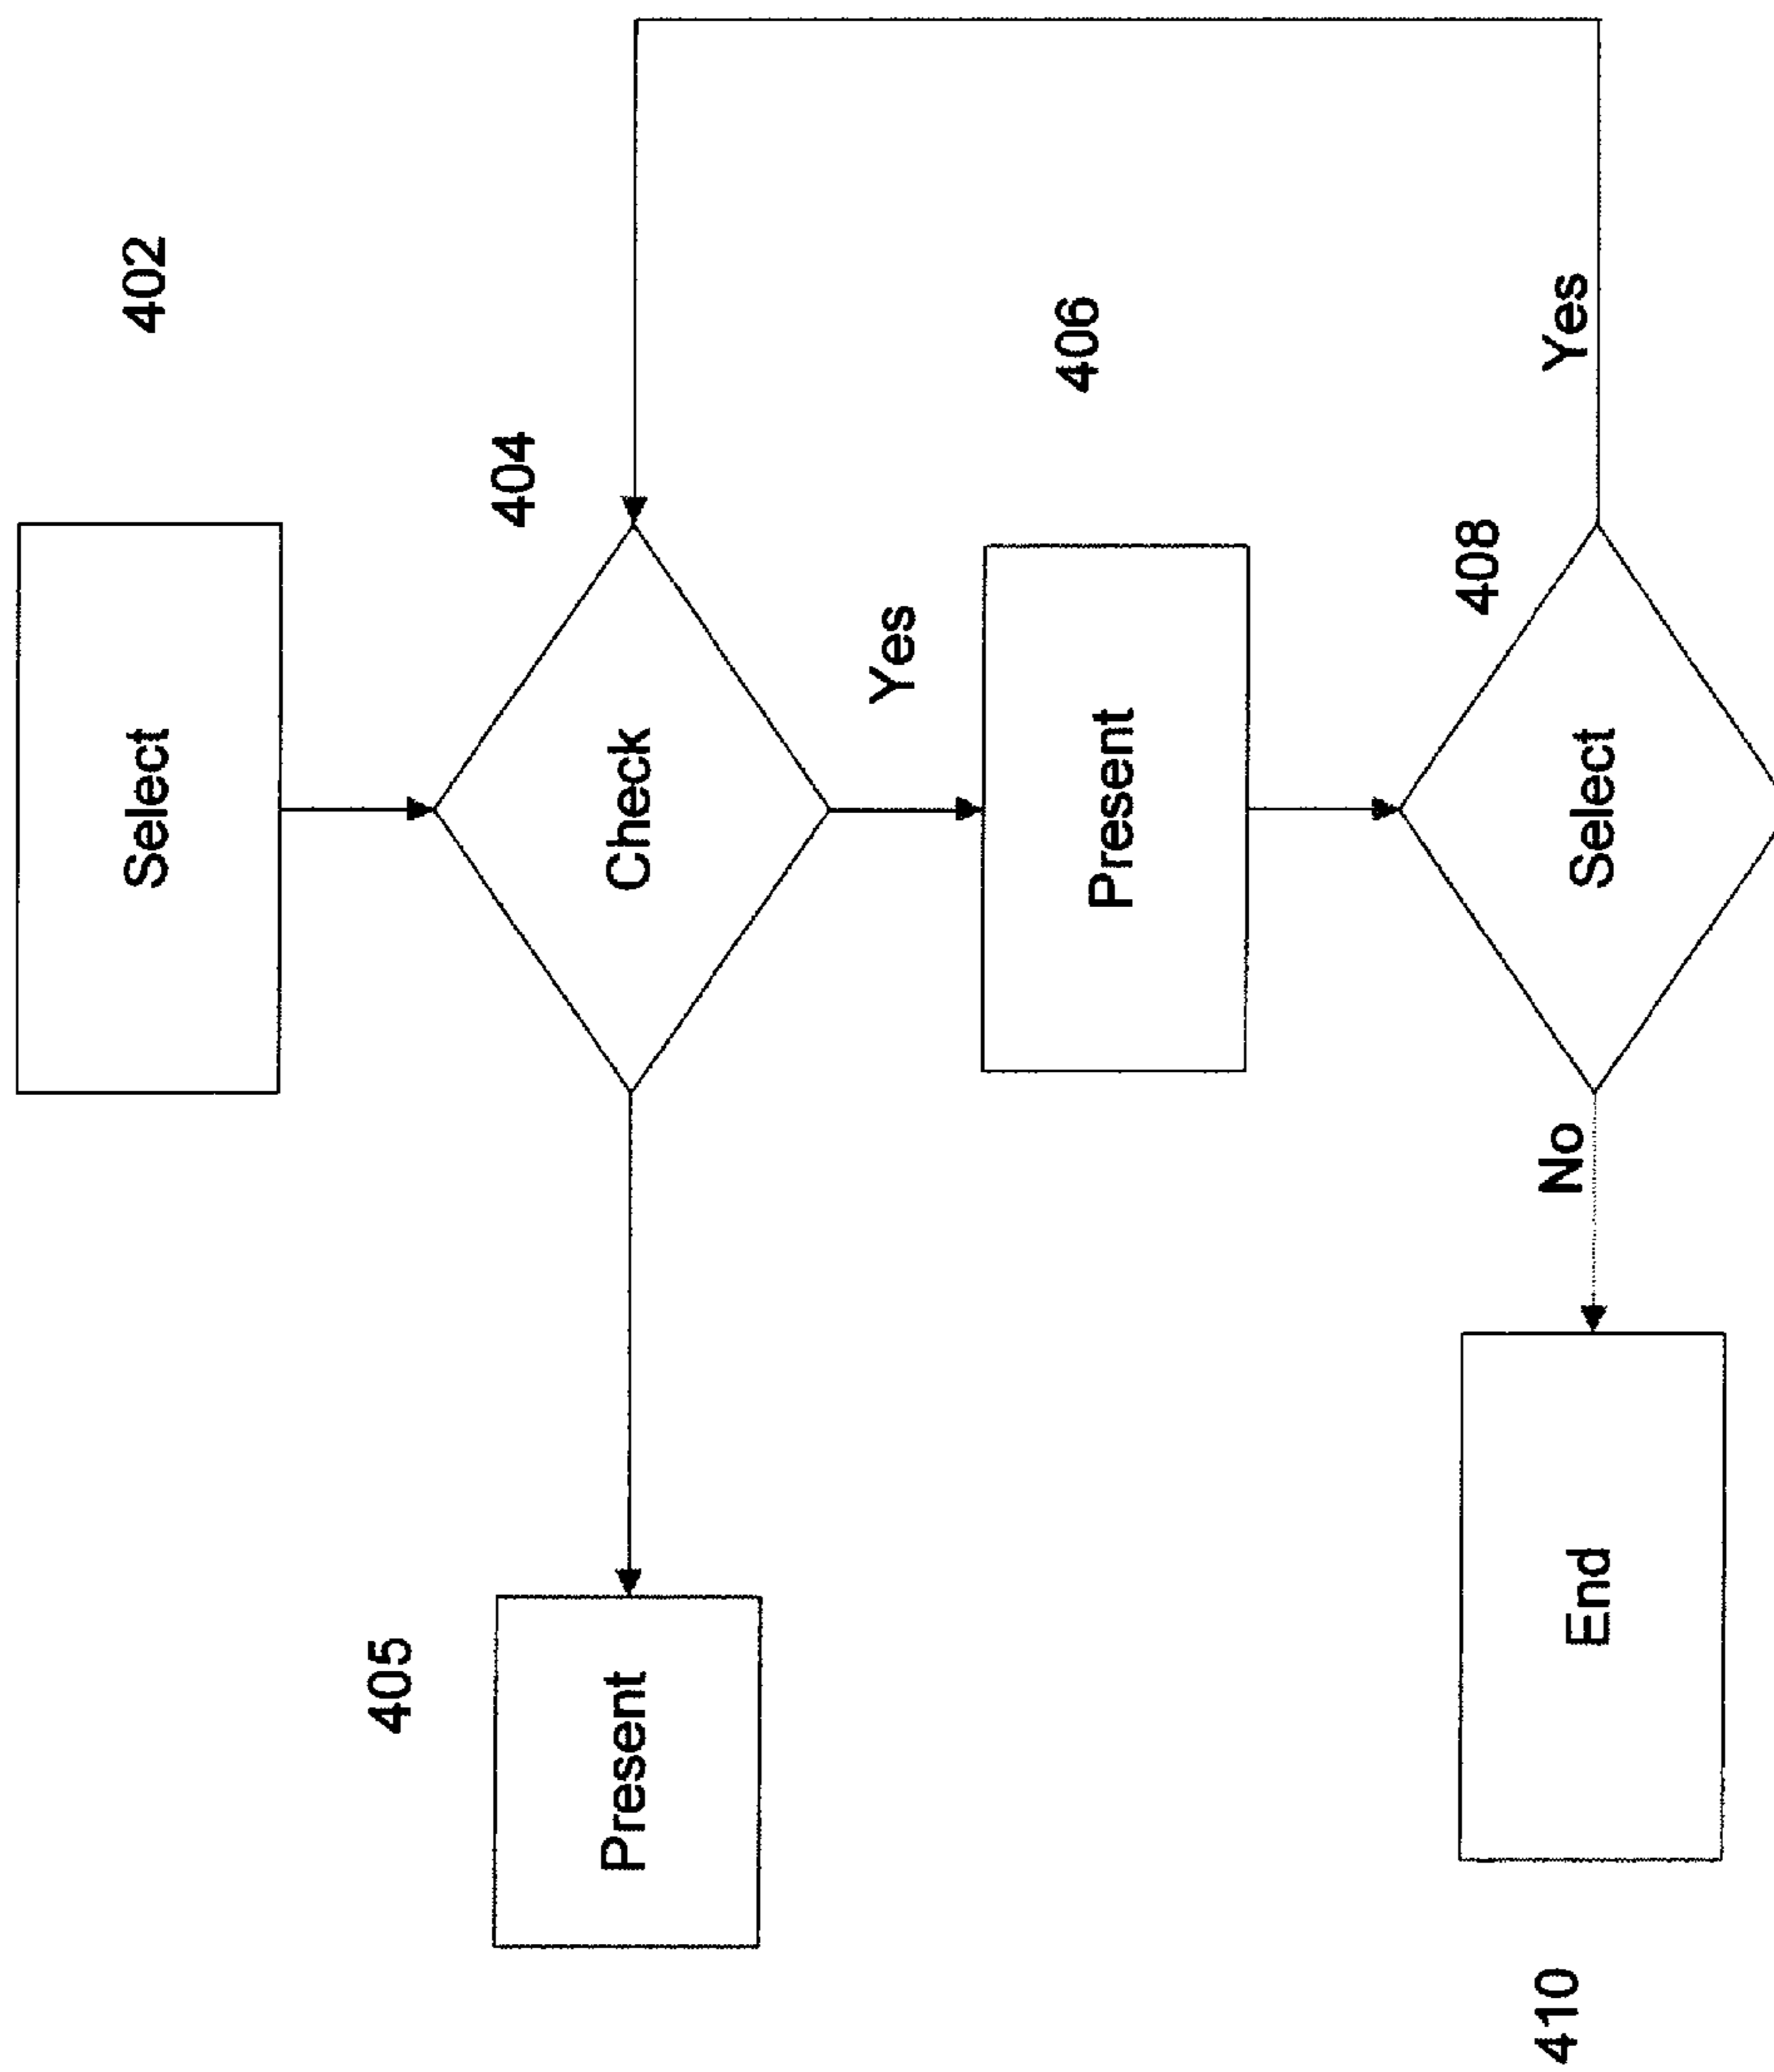 402
Select
404
Check
Yes
405
Present
406
Present
408
Select
Yes
No
End
410